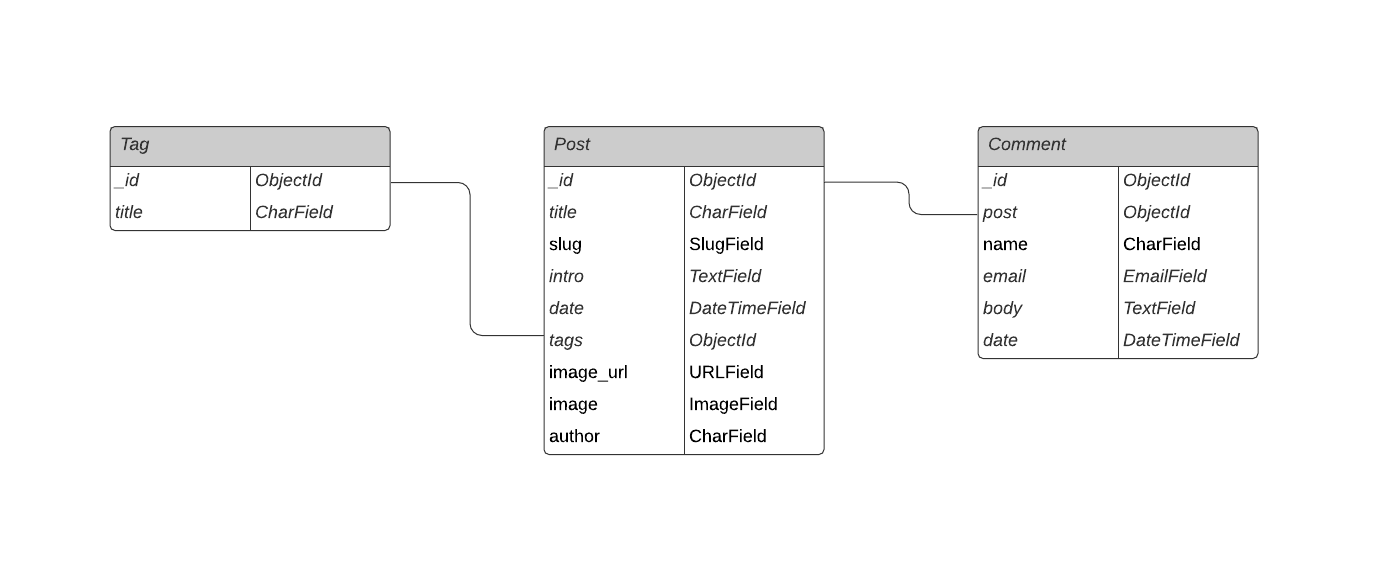 Tag
_id ObjectId
title CharField
Post
_id ObjectId
title CharField
slug SlugField
intro TextField
date DateTimeField
tags ObjectId
image_url URLField
image ImageField
author CharField
Comment
_id ObjectId
post ObjectId
name CharField
email EmailField
body TextField
date DateTimeField